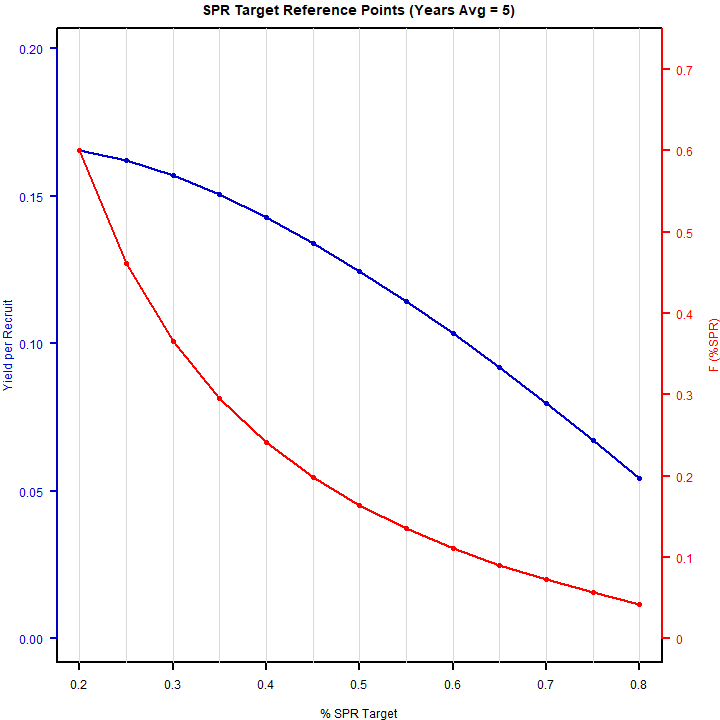 SPR Target Reference Points (Years Avg = 5)
0.20
0.15
0.10
0.05
0.00
Yield per Recruit
0.7
0.6
0.5
0.4
0.3
0.2
0.1
0
F (%SPR)
0.2 0.3 0.4 0.5 0.6 0.7 0.8
% SPR Target